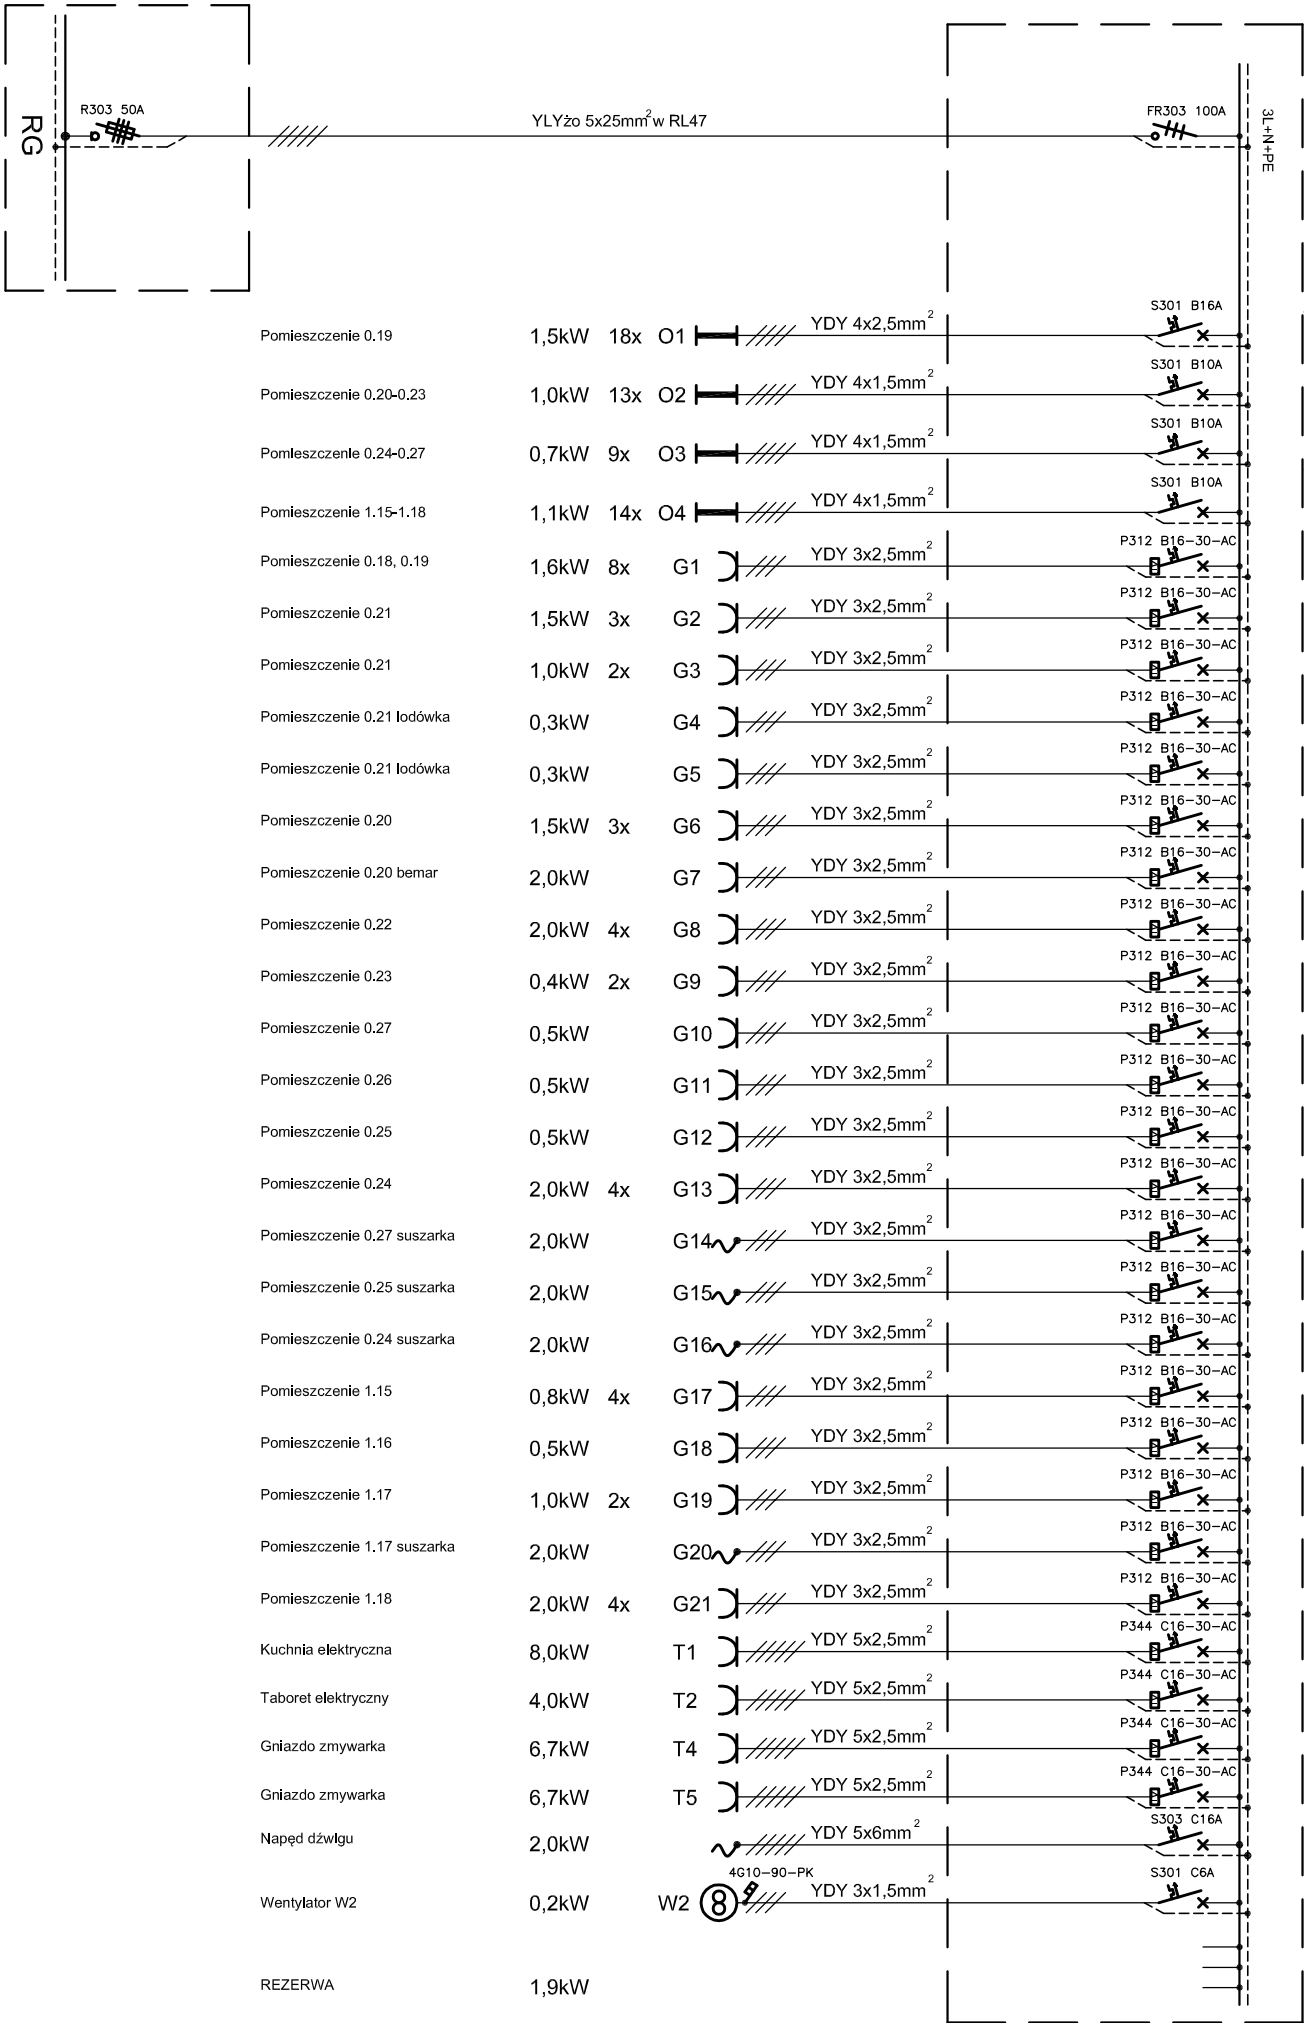 RG
R303 50A
YLYżo 5x25mm² w RL47
FR303 100A
3L+N+PE
Pomieszczenie 0.19 1,5kW 18x O1 YDY 4x2,5mm² S301 B16A
Pomieszczenie 0.20-0.23 1,0kW 13x O2 YDY 4x1,5mm² S301 B10A
Pomieszczenie 0.24-0.27 0,7kW 9x O3 YDY 4x1,5mm² S301 B10A
Pomieszczenie 1.15-1.18 1,1kW 14x O4 YDY 4x1,5mm² S301 B10A
Pomieszczenie 0.18, 0.19 1,6kW 8x G1 YDY 3x2,5mm² P312 B16-30-AC
Pomieszczenie 0.21 1,5kW 3x G2 YDY 3x2,5mm² P312 B16-30-AC
Pomieszczenie 0.21 1,0kW 2x G3 YDY 3x2,5mm² P312 B16-30-AC
Pomieszczenie 0.21 lodówka 0,3kW G4 YDY 3x2,5mm² P312 B16-30-AC
Pomieszczenie 0.21 lodówka 0,3kW G5 YDY 3x2,5mm² P312 B16-30-AC
Pomieszczenie 0.20 1,5kW 3x G6 YDY 3x2,5mm² P312 B16-30-AC
Pomieszczenie 0.20 bemar 2,0kW G7 YDY 3x2,5mm² P312 B16-30-AC
Pomieszczenie 0.22 2,0kW 4x G8 YDY 3x2,5mm² P312 B16-30-AC
Pomieszczenie 0.23 0,4kW 2x G9 YDY 3x2,5mm² P312 B16-30-AC
Pomieszczenie 0.27 0,5kW G10 YDY 3x2,5mm² P312 B16-30-AC
Pomieszczenie 0.26 0,5kW G11 YDY 3x2,5mm² P312 B16-30-AC
Pomieszczenie 0.25 0,5kW G12 YDY 3x2,5mm² P312 B16-30-AC
Pomieszczenie 0.24 2,0kW 4x G13 YDY 3x2,5mm² P312 B16-30-AC
Pomieszczenie 0.27 suszarka 2,0kW G14 YDY 3x2,5mm² P312 B16-30-AC
Pomieszczenie 0.25 suszarka 2,0kW G15 YDY 3x2,5mm² P312 B16-30-AC
Pomieszczenie 0.24 suszarka 2,0kW G16 YDY 3x2,5mm² P312 B16-30-AC
Pomieszczenie 1.15 0,8kW 4x G17 YDY 3x2,5mm² P312 B16-30-AC
Pomieszczenie 1.16 0,5kW G18 YDY 3x2,5mm² P312 B16-30-AC
Pomieszczenie 1.17 1,0kW 2x G19 YDY 3x2,5mm² P312 B16-30-AC
Pomieszczenie 1.17 suszarka 2,0kW G20 YDY 3x2,5mm² P312 B16-30-AC
Pomieszczenie 1.18 2,0kW 4x G21 YDY 3x2,5mm² P312 B16-30-AC
Kuchnia elektryczna 8,0kW T1 YDY 5x2,5mm² P344 C16-30-AC
Taboret elektryczny 4,0kW T2 YDY 5x2,5mm² P344 C16-30-AC
Gniazdo zmywarka 6,7kW T4 YDY 5x2,5mm² P344 C16-30-AC
Gniazdo zmywarka 6,7kW T5 YDY 5x2,5mm² P344 C16-30-AC
Napęd dźwigu 2,0kW YDY 5x6mm² S303 C16A
Wentylator W2 0,2kW W2 8 4G10-90-PK YDY 3x1,5mm² S301 C6A
REZERWA 1,9kW